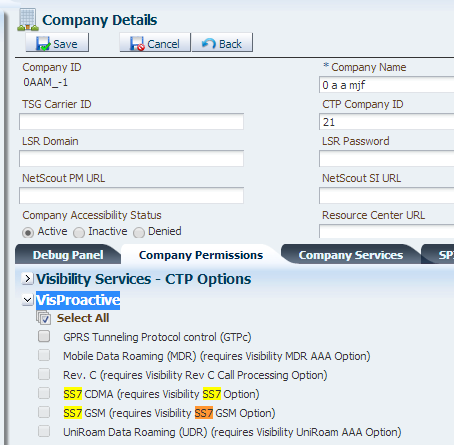 Company Details
Save Cancel Back
Company ID * Company Name
0AAM_-1 0 a a mjf
TSG Carrier ID CTP Company ID
21
LSR Domain LSR Password
NetScout PM URL NetScout SI URL
Company Accessibility Status Resource Center URL
Active Inactive Denied
Debug Panel Company Permissions Company Services SP
Visibility Services - CTP Options
VisProactive
Select All
GPRS Tunneling Protocol control (GTPc)
Mobile Data Roaming (MDR) (requires Visibility MDR AAA Option)
Rev. C (requires Visibility Rev C Call Processing Option)
SS7 CDMA (requires Visibility SS7 Option)
SS7 GSM (requires Visibility SS7 GSM Option)
UniRoam Data Roaming (UDR) (requires Visibility UniRoam AAA Option)